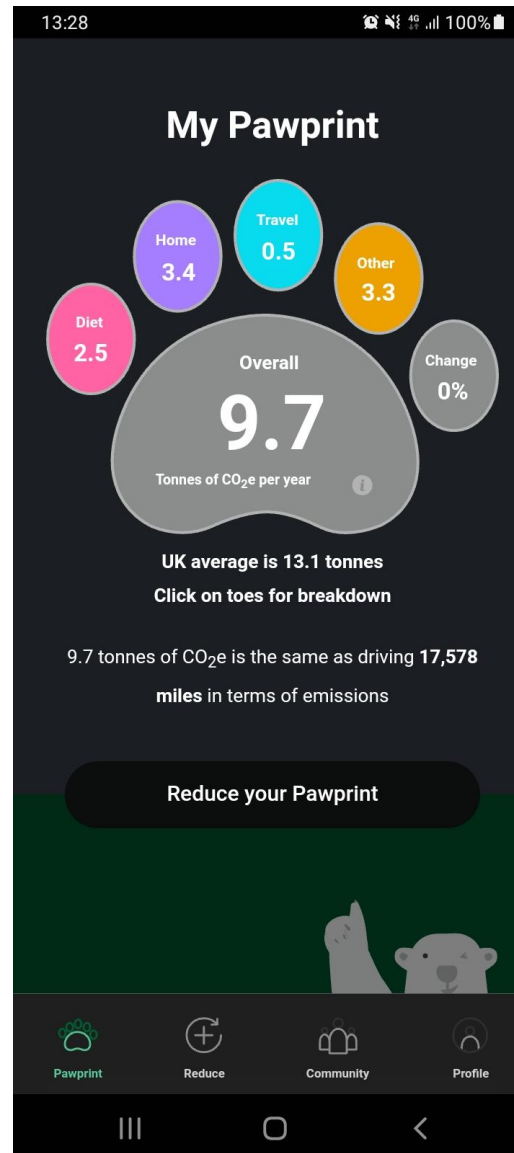 13:28
4G
100%
My Pawprint
Travel
0.5
Home
3.4
Other
3.3
Diet
2.5
Change
0%
Overall
9.7
Tonnes of CO₂e per year
i
UK average is 13.1 tonnes
Click on toes for breakdown
9.7 tonnes of CO₂e is the same as driving 17,578
miles in terms of emissions
Reduce your Pawprint
Pawprint
Reduce
Community
Profile